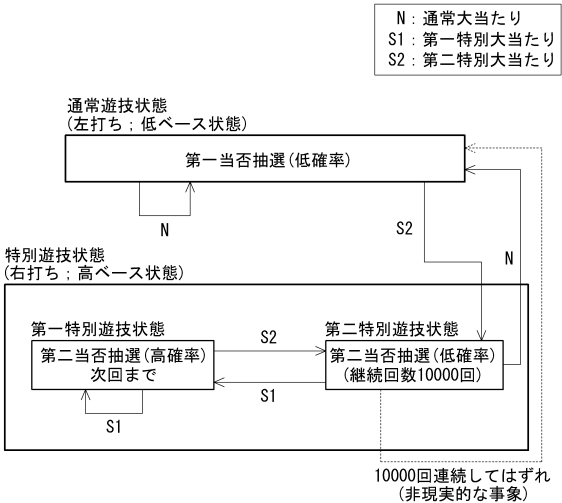 N：通常大当たり
S1：第一特別大当たり
S2：第二特別大当たり
通常遊技状態
(左打ち；低ベース状態)
第一当否抽選(低確率)
N
S2
N
特別遊技状態
(右打ち；高ベース状態)
第一特別遊技状態
第二当否抽選(高確率)
次回まで
S2
S1
S1
第二特別遊技状態
第二当否抽選(低確率)
(継続回数10000回)
10000回連続してはずれ
(非現実的な事象)